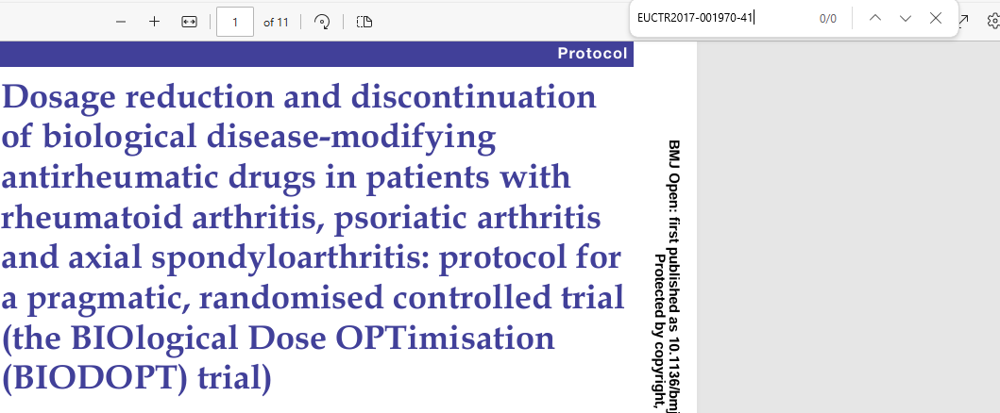 1 of 11
EUCTR2017-001970-41 0/0
Protocol
Dosage reduction and discontinuation
of biological disease-modifying
antirheumatic drugs in patients with
rheumatoid arthritis, psoriatic arthritis
and axial spondyloarthritis: protocol for
a pragmatic, randomised controlled trial
(the BIOlogical Dose OPTimisation
(BIODOPT) trial)
BMJ Open: first published as 10.1136/bmj
Protected by copyright,